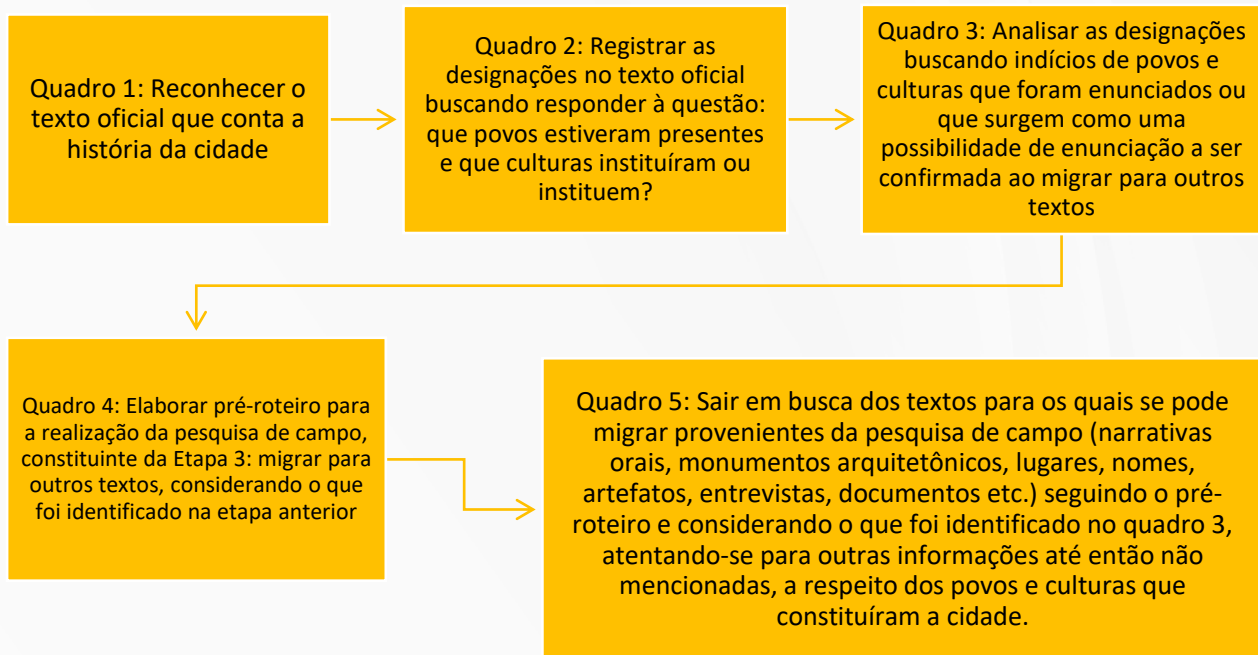 Quadro 1: Reconhecer o
texto oficial que conta a
história da cidade
Quadro 2: Registrar as
designações no texto oficial
buscando responder à questão:
que povos estiveram presentes
e que culturas instituíram ou
instituem?
Quadro 3: Analisar as designações
buscando indícios de povos e
culturas que foram enunciados ou
que surgem como uma
possibilidade de enunciação a ser
confirmada ao migrar para outros
textos
Quadro 4: Elaborar pré-roteiro para
a realização da pesquisa de campo,
constituinte da Etapa 3: migrar para
outros textos, considerando o que
foi identificado na etapa anterior
Quadro 5: Sair em busca dos textos para os quais se pode
migrar provenientes da pesquisa de campo (narrativas
orais, monumentos arquitetônicos, lugares, nomes,
artefatos, entrevistas, documentos etc.) seguindo o pré-
roteiro e considerando o que foi identificado no quadro 3,
atentando-se para outras informações até então não
mencionadas, a respeito dos povos e culturas que
constituíram a cidade.